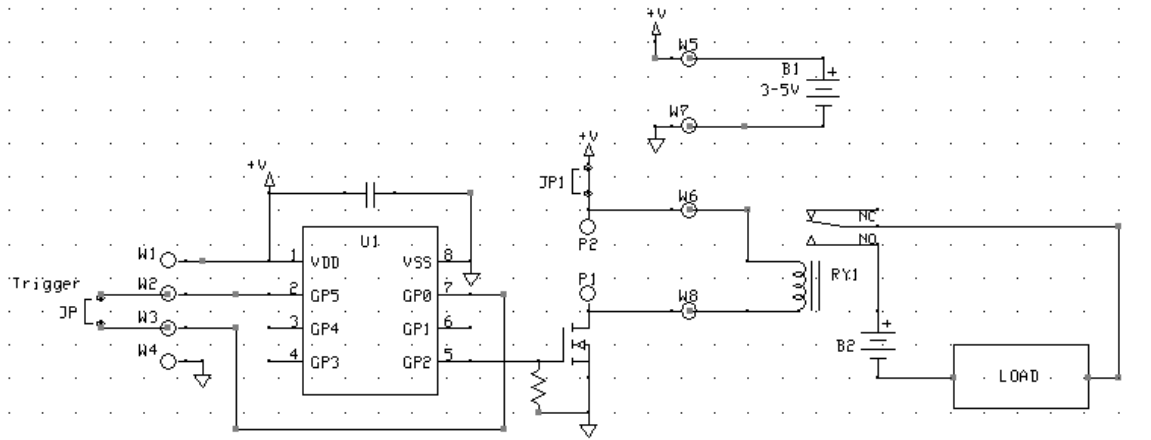 +V
W5
B1
+
3-5V
W7
+V
+V
JP1
W6
P2
NC
NO
U1
W1
1
VDD
VSS
8
Trigger
W2
2
GP5
GP0
7
P1
RY1
JP
W3
3
GP4
GP1
6
W8
W4
4
GP3
GP2
5
+
B2
LOAD